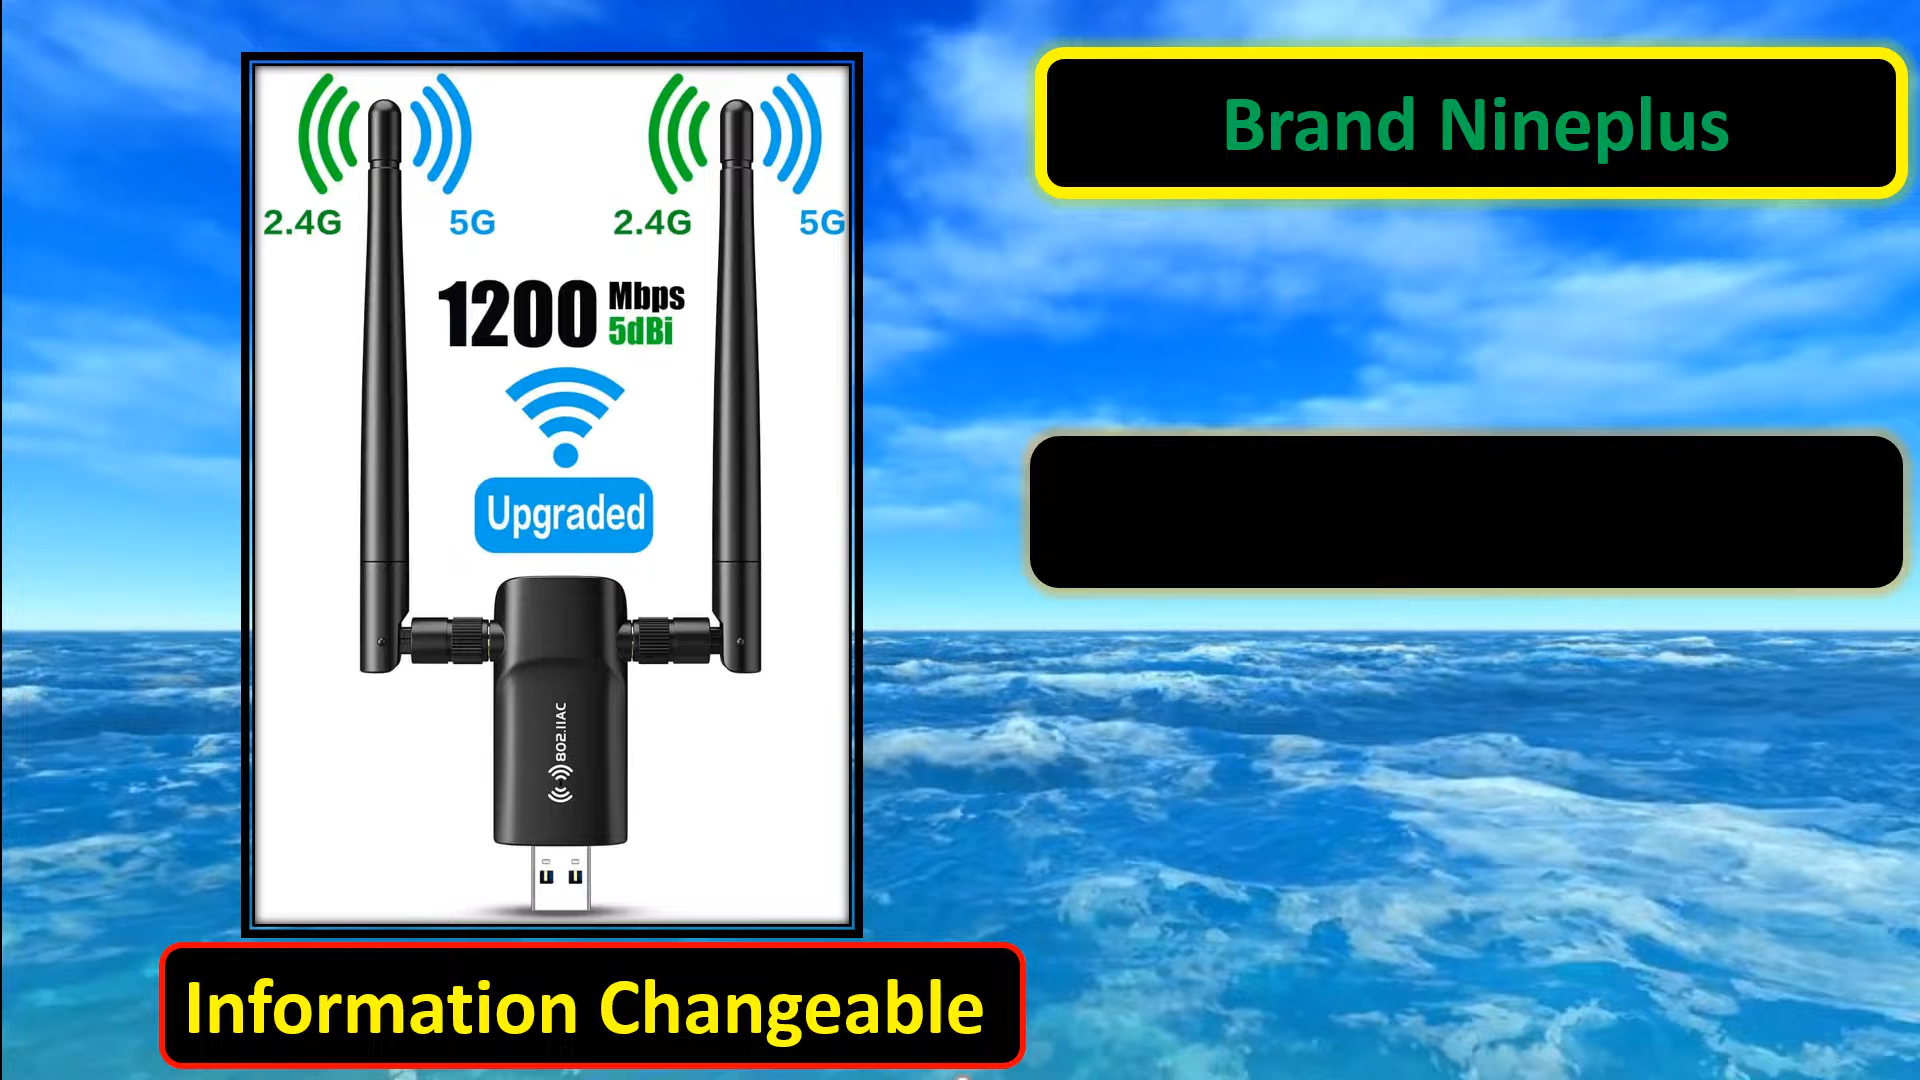 Brand Nineplus
2.4G
5G
2.4G
5G
1200 Mbps
5dBi
Upgraded
802.11AC
Information Changeable